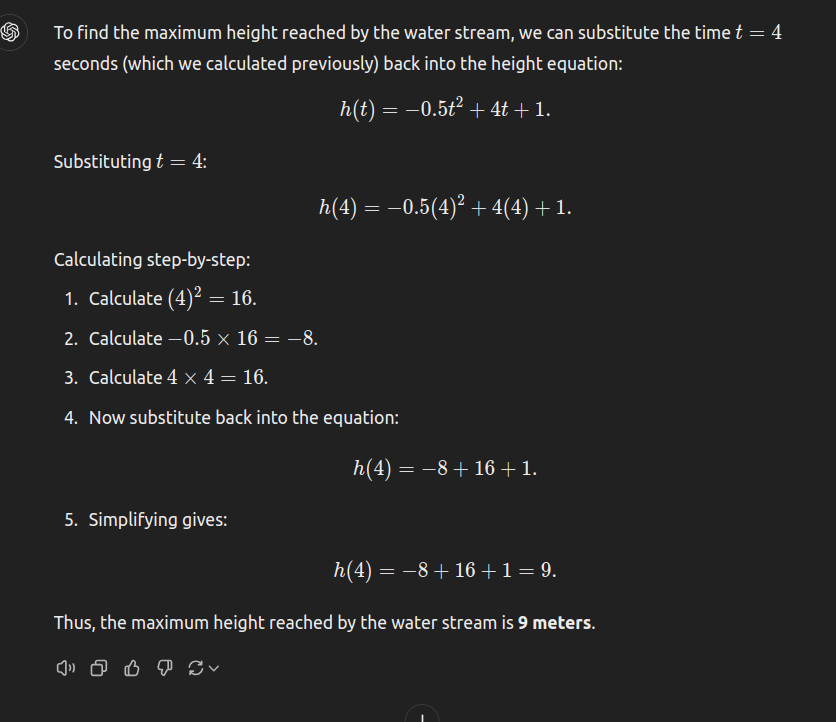 To find the maximum height reached by the water stream, we can substitute the time t = 4
seconds (which we calculated previously) back into the height equation:
h(t) = −0.5t² + 4t + 1.
Substituting t = 4:
h(4) = −0.5(4)² + 4(4) + 1.
Calculating step-by-step:
1. Calculate (4)² = 16.
2. Calculate −0.5 × 16 = −8.
3. Calculate 4 × 4 = 16.
4. Now substitute back into the equation:
h(4) = −8 + 16 + 1.
5. Simplifying gives:
h(4) = −8 + 16 + 1 = 9.
Thus, the maximum height reached by the water stream is 9 meters.